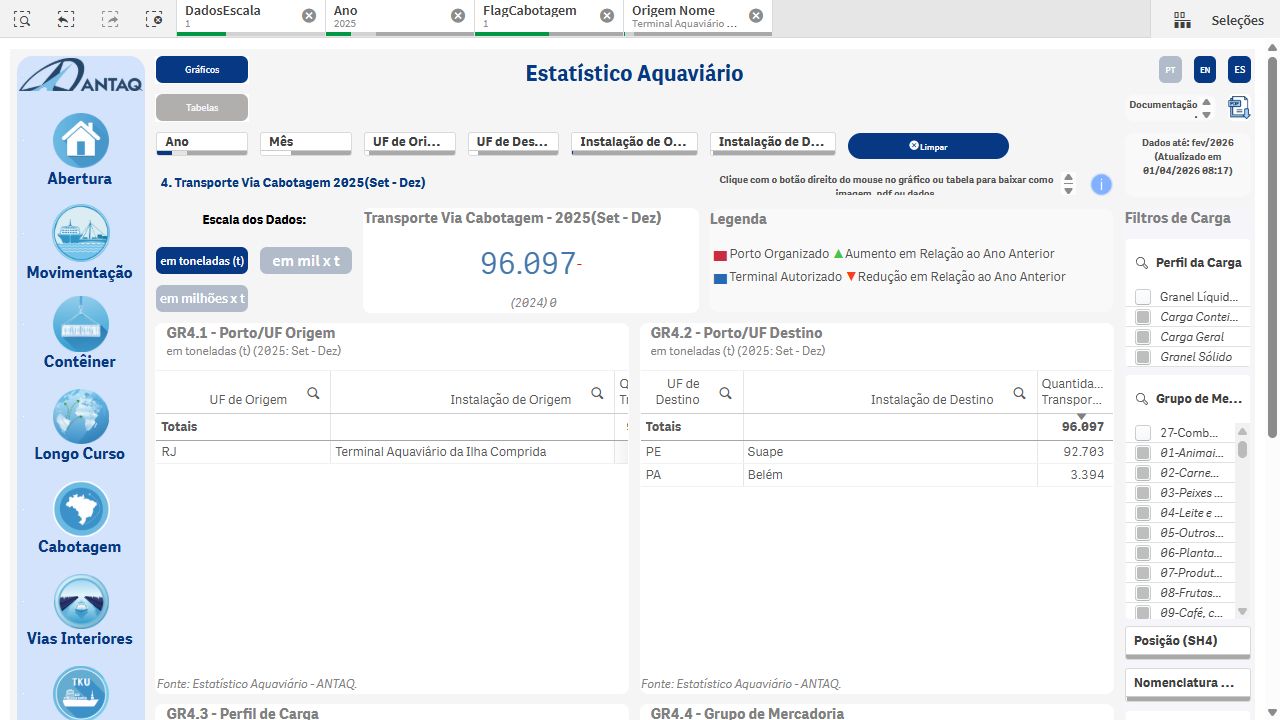 DadosEscala
1
Ano
2025
FlagCabotagem
1
Origem Nome
Terminal Aquaviário ...
Seleções
ANTAQ
Gráficos
Tabelas
Estatístico Aquaviário
PT
EN
ES
Documentação
Ano
Mês
UF de Ori...
UF de Des...
Instalação de O...
Instalação de D...
Limpar
Dados até: fev/2026
(Atualizado em
01/04/2026 08:17)
4. Transporte Via Cabotagem 2025(Set - Dez)
Clique com o botão direito do mouse no gráfico ou tabela para baixar como
imagem, pdf ou dados
Abertura
Movimentação
Contêiner
Longo Curso
Cabotagem
Vias Interiores
TKU
Escala dos Dados:
em toneladas (t)
em mil x t
em milhões x t
Transporte Via Cabotagem - 2025(Set - Dez)
96.097-
(2024) 0
Legenda
Porto Organizado ▲Aumento em Relação ao Ano Anterior
Terminal Autorizado ▼Redução em Relação ao Ano Anterior
Filtros de Carga
Perfil da Carga
Granel Líquid...
Carga Contei...
Carga Geral
Granel Sólido
Grupo de Me...
27-Comb...
01-Animai...
02-Carne...
03-Peixes ...
04-Leite e ...
05-Outros...
06-Planta...
07-Produt...
08-Frutas...
09-Café, c...
Posição (SH4)
Nomenclatura ...
GR4.1 - Porto/UF Origem
em toneladas (t) (2025: Set - Dez)
UF de Origem
Instalação de Origem
Totais
RJ
Terminal Aquaviário da Ilha Comprida
Fonte: Estatístico Aquaviário - ANTAQ.
GR4.2 - Porto/UF Destino
em toneladas (t) (2025: Set - Dez)
UF de
Destino
Instalação de Destino
Quantida...
Transpor...
Totais
96.097
PE
Suape
92.703
PA
Belém
3.394
Fonte: Estatístico Aquaviário - ANTAQ.
GR4.3 - Perfil de Carga
GR4.4 - Grupo de Mercadoria